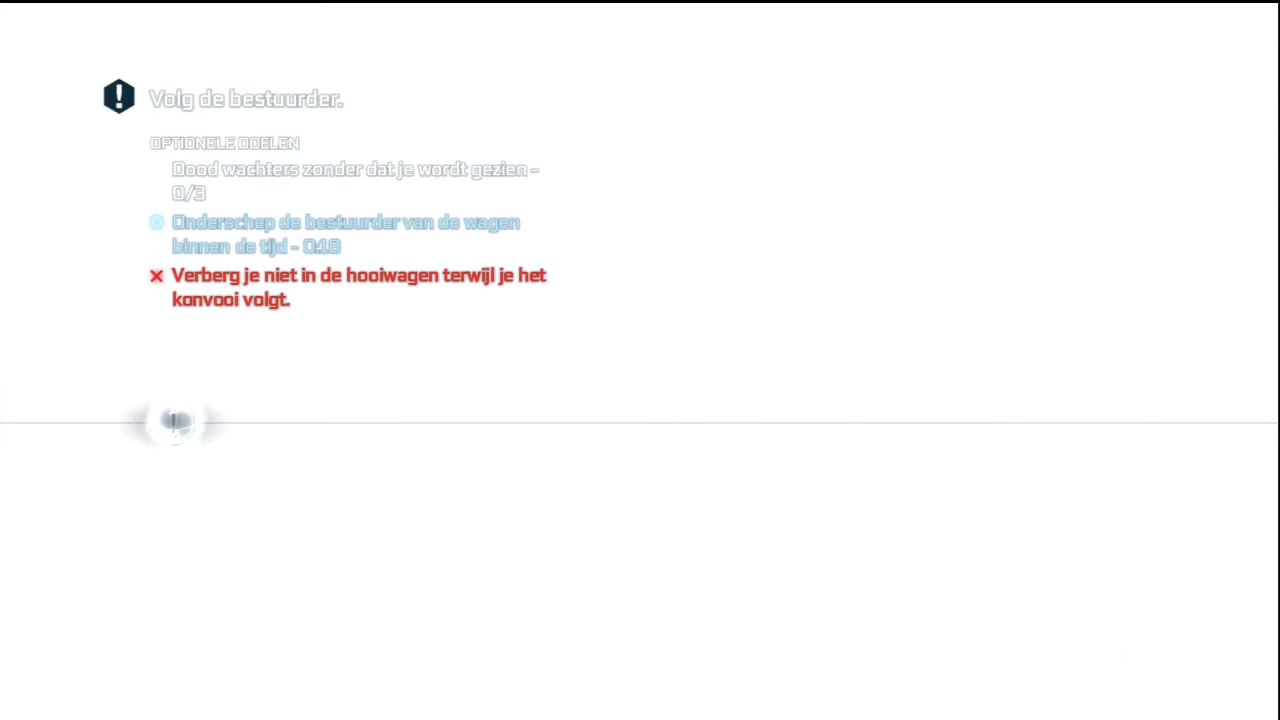 Volg de bestuurder.
OPTIONELE DOELEN
Dood wachters zonder dat je wordt gezien -
0/3
Onderschep de bestuurder van de wagen
binnen de tijd - 0:18
Verberg je niet in de hooiwagen terwijl je het
konvooi volgt.